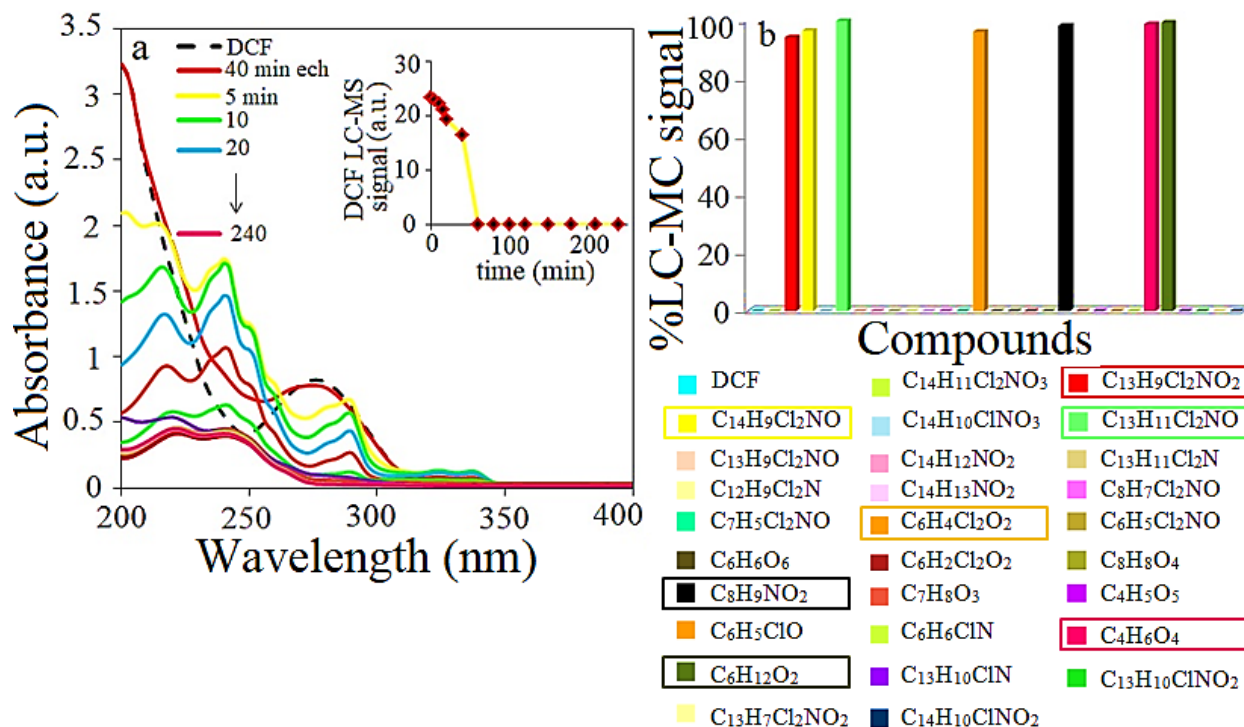 a
DCF
40 min ech
5 min
10
20
240
3.5
3
2.5
2
1.5
1
0.5
0
200
250
300
350
400
Absorbance (a.u.)
Wavelength (nm)
DCF LC-MS
signal (a.u.)
30
20
10
0
0
100
200
time (min)
b
%LC-MC signal
100
80
60
40
20
0
Compounds
DCF
C₁₄H₁₁Cl₂NO₃
C₁₃H₉Cl₂NO₂
C₁₄H₉Cl₂NO
C₁₄H₁₀ClNO₃
C₁₃H₁₁Cl₂NO
C₁₃H₉Cl₂NO
C₁₄H₁₂NO₂
C₁₃H₁₁Cl₂N
C₁₂H₉Cl₂N
C₁₄H₁₃NO₂
C₈H₇Cl₂NO
C₇H₅Cl₂NO
C₆H₄Cl₂O₂
C₆H₅Cl₂NO
C₆H₆O₆
C₆H₂Cl₂O₂
C₈H₈O₄
C₈H₉NO₂
C₇H₈O₃
C₄H₅O₅
C₆H₅ClO
C₆H₆ClN
C₄H₆O₄
C₆H₁₂O₂
C₁₃H₁₀ClN
C₁₃H₁₀ClNO₂
C₁₃H₇Cl₂NO₂
C₁₄H₁₀ClNO₂